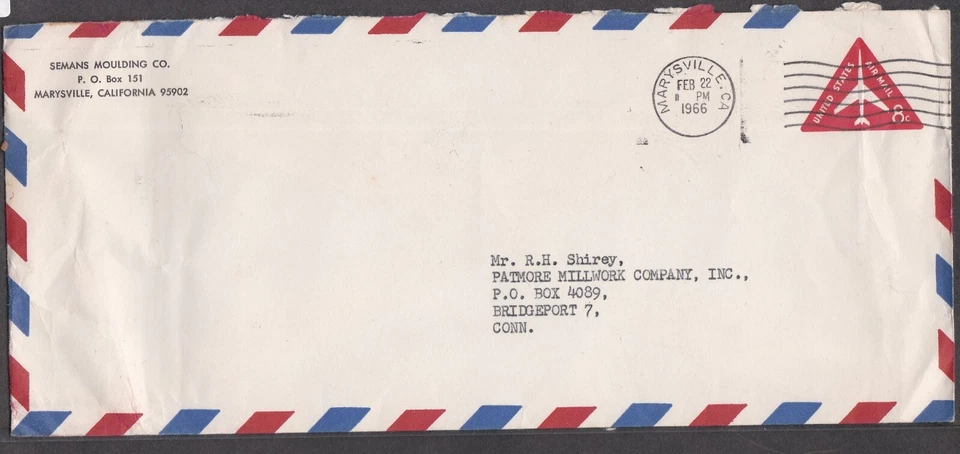 SEMANS MOULDING CO.
P. O. Box 151
MARYSVILLE, CALIFORNIA 95902
MARYSVILLE, CA
FEB 22
PM
1966
UNITED STATES
AIR MAIL
8c
Mr. R.H. Shirey,
PATMORE MILLWORK COMPANY, INC.,
P.O. BOX 4089,
BRIDGEPORT 7,
CONN.